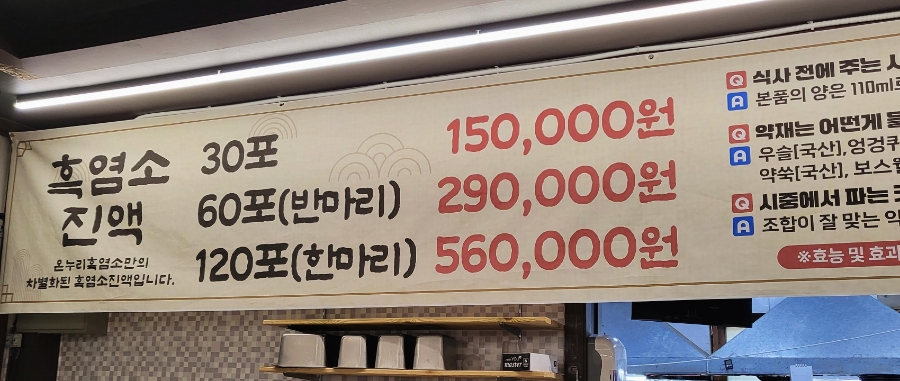 흑염소
진액
온누리흑염소만의
차별화된 흑염소진액입니다.
30포 150,000원
60포(반마리) 290,000원
120포(한마리) 560,000원
Q 식사 전에 주는
A 본품의 양은 110ml
Q 약재는 어떤게
A 우슬[국산], 엉겅퀴
약쑥[국산], 보스웰
Q 시중에서 파는
A 조합이 잘 맞는 약
※효능 및 효과